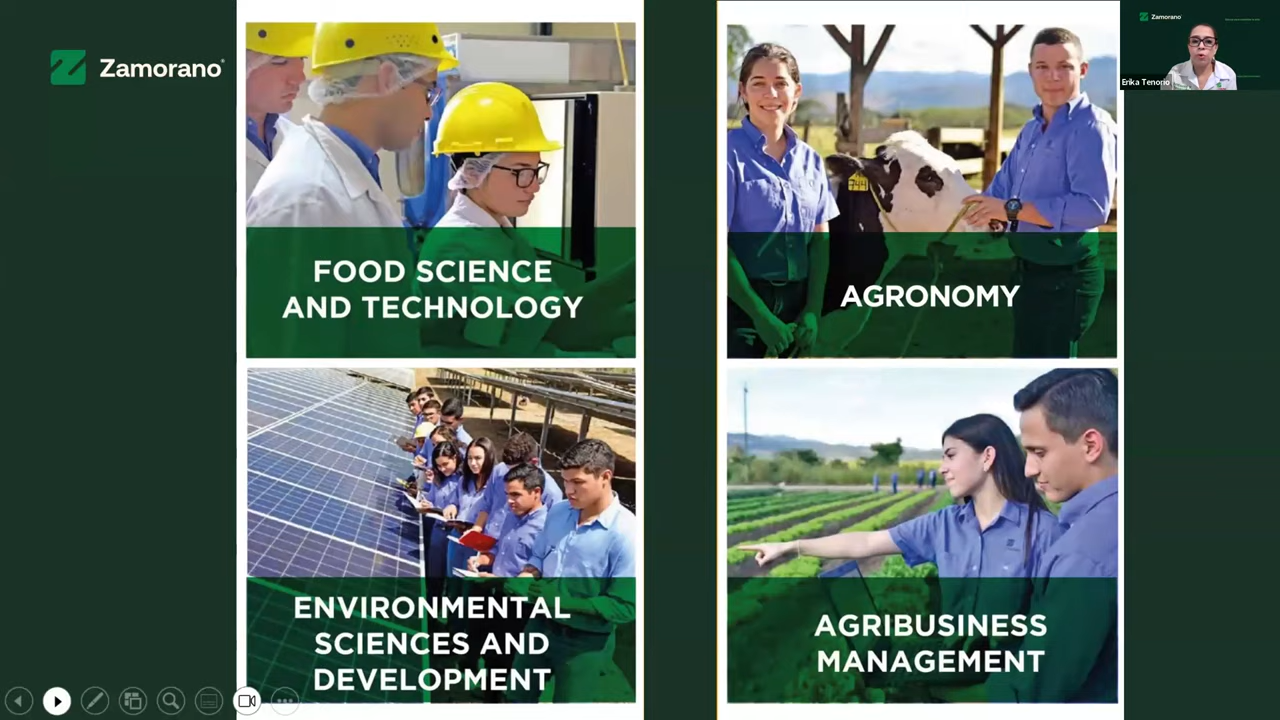 Zamorano
FOOD SCIENCE
AND TECHNOLOGY
AGRONOMY
ENVIRONMENTAL
SCIENCES AND
DEVELOPMENT
AGRIBUSINESS
MANAGEMENT
Zamorano
Erika Tenorio